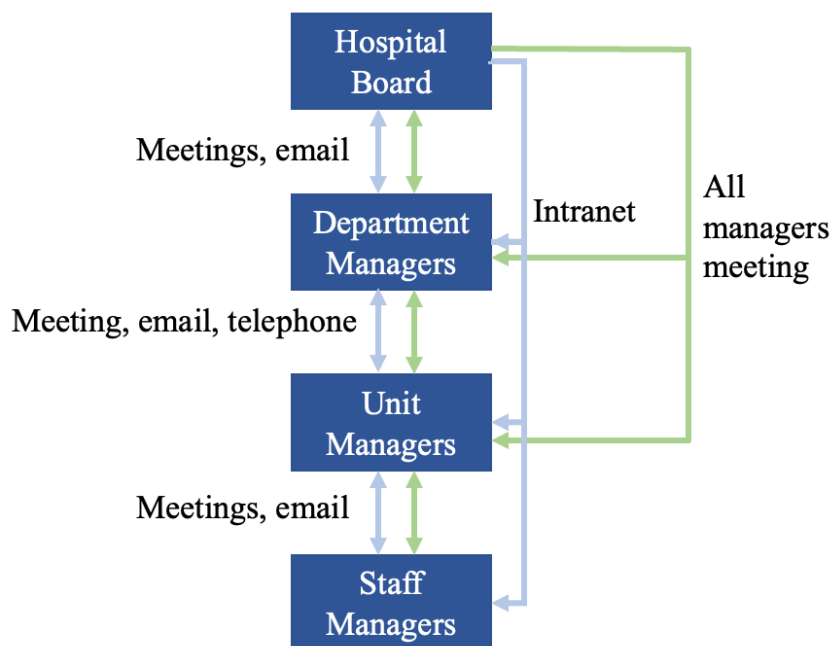 Hospital
Board
Meetings, email
Department
Managers
Intranet
All
managers
meeting
Meeting, email, telephone
Unit
Managers
Meetings, email
Staff
Managers